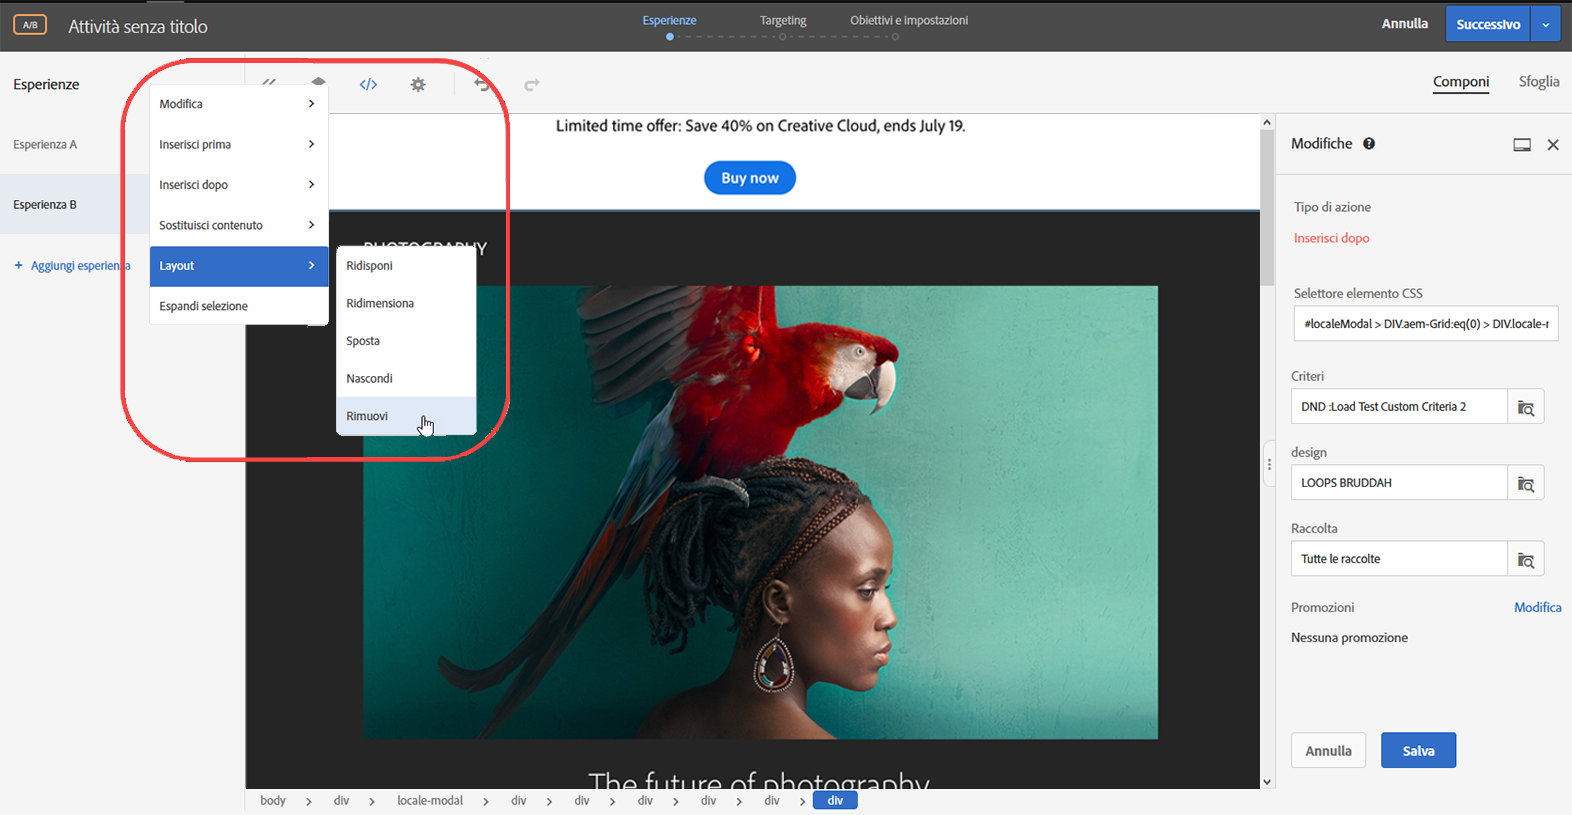 A/B
Attività senza titolo
Esperienze
Targeting
Obiettivi e impostazioni
Annulla
Successivo
Esperienze
Componi
Sfoglia
Esperienza A
Esperienza B
+ Aggiungi esperienza
Modifica
Inserisci prima
Inserisci dopo
Sostituisci contenuto
Layout
Espandi selezione
Ridisponi
Ridimensiona
Sposta
Nascondi
Rimuovi
Limited time offer: Save 40% on Creative Cloud, ends July 19.
Buy now
PHOTOGRAPHY
The future of photography
Modifiche
Tipo di azione
Inserisci dopo
Selettore elemento CSS
#localeModal > DIV.aem-Grid:eq(0) > DIV.locale-r
Criteri
DND :Load Test Custom Criteria 2
design
LOOPS BRUDDAH
Raccolta
Tutte le raccolte
Promozioni
Modifica
Nessuna promozione
Annulla
Salva
body > div > locale-modal > div > div > div > div > div > div